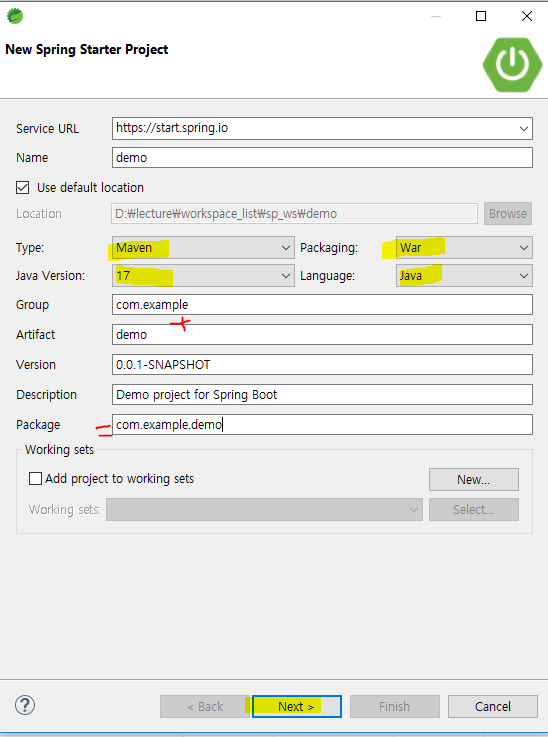 New Spring Starter Project
Service URL https://start.spring.io
Name demo
Use default location
Location D:₩lecture₩workspace_list₩sp_ws₩demo Browse
Type: Maven Packaging: War
Java Version: 17 Language: Java
Group com.example
Artifact demo
Version 0.0.1-SNAPSHOT
Description Demo project for Spring Boot
Package com.example.demo
Working sets
Add project to working sets New...
Working sets: Select...
? < Back Next > Finish Cancel